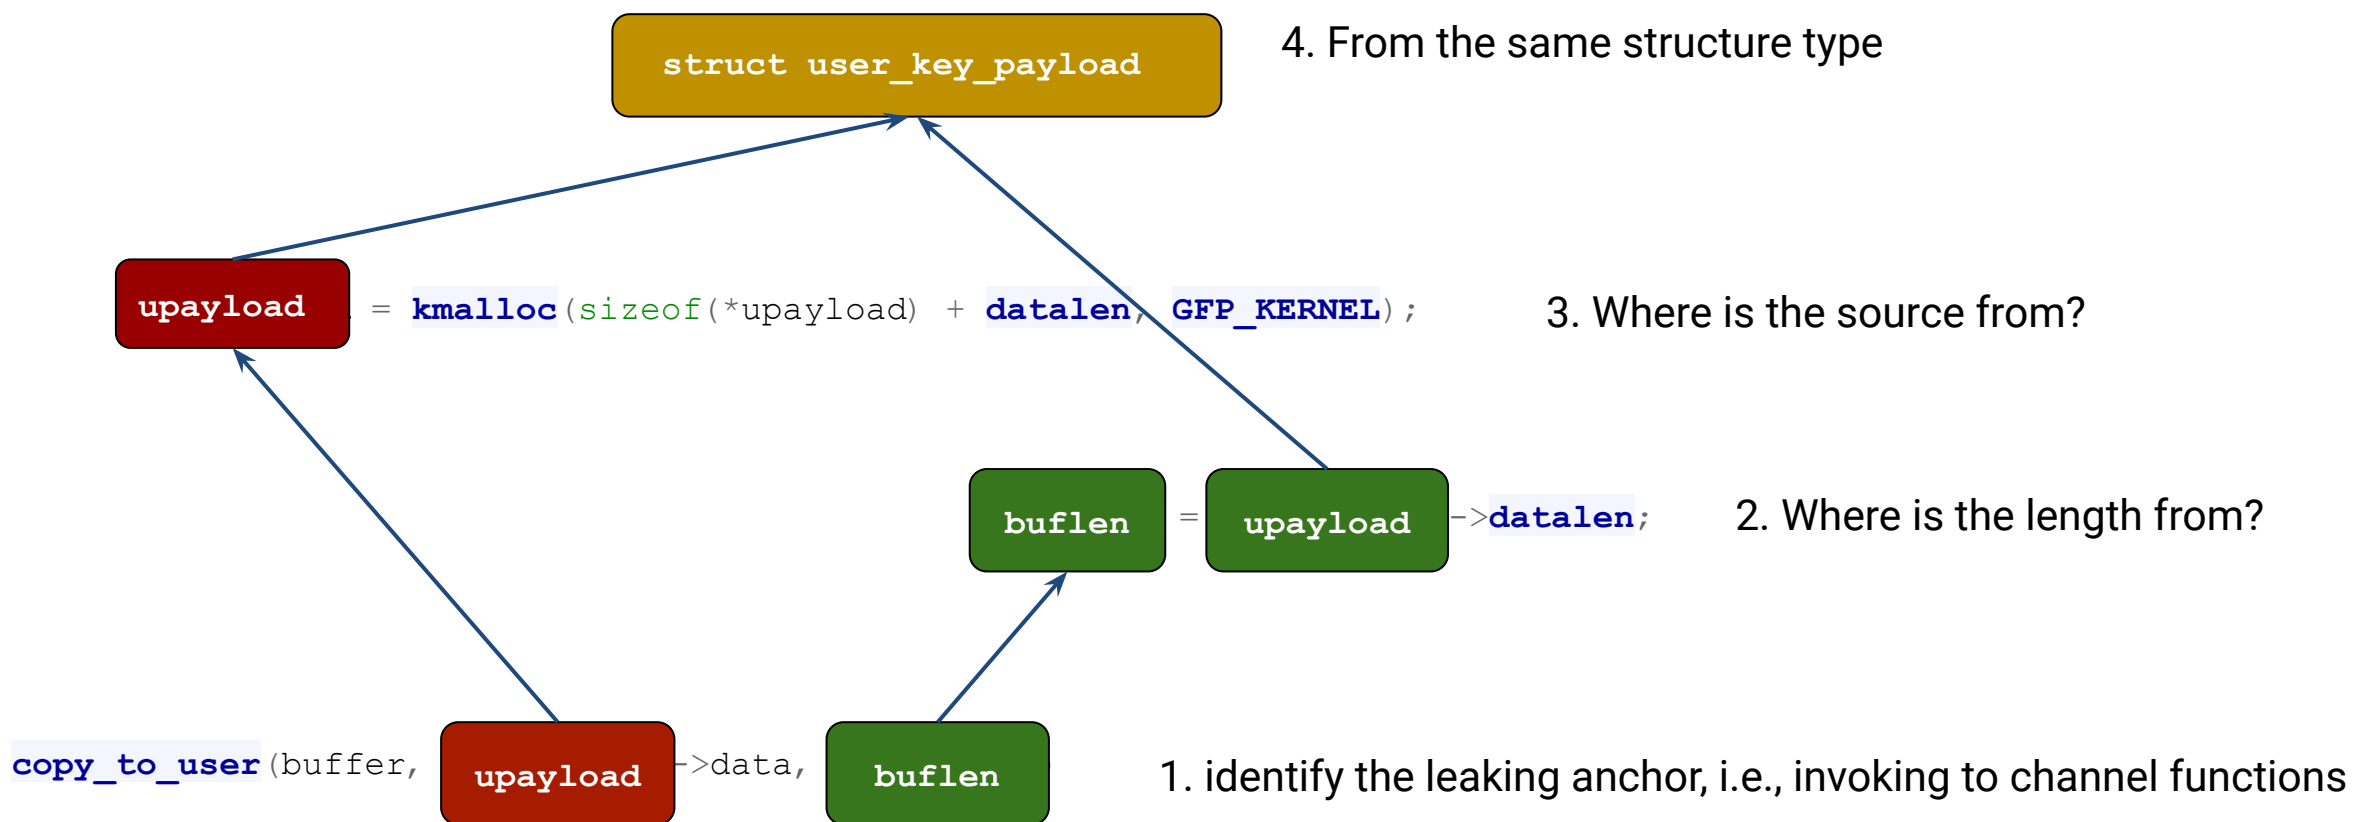 struct user_key_payload
4. From the same structure type
upayload = kmalloc(sizeof(*upayload) + datalen, GFP_KERNEL);
3. Where is the source from?
buflen = upayload->datalen;
2. Where is the length from?
copy_to_user(buffer, upayload->data, buflen
1. identify the leaking anchor, i.e., invoking to channel functions